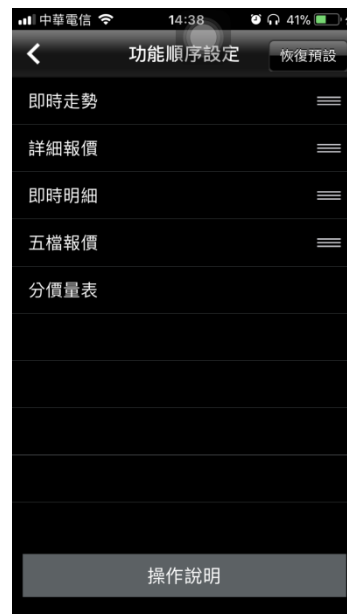 中華電信 14:38 41%
功能順序設定 恢復預設
即時走勢
詳細報價
即時明細
五檔報價
分價量表
操作說明